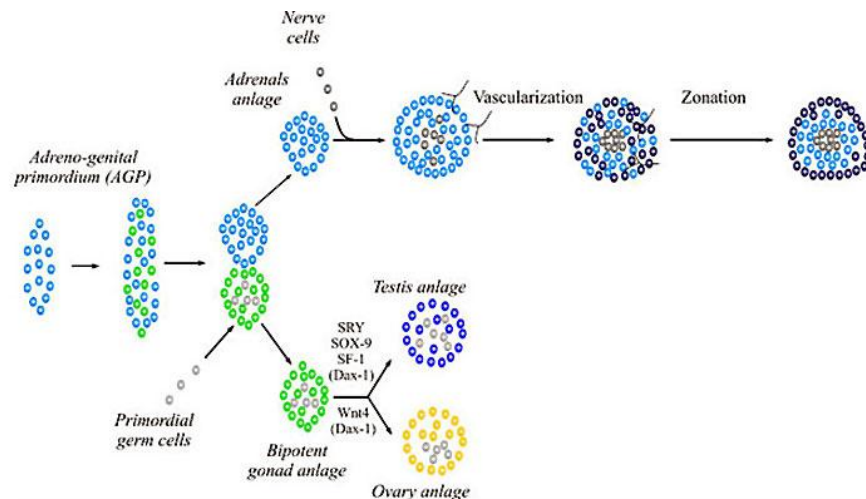 Nerve
cells
Adrenals
anlage
Vascularization
Zonation
Adreno-genital
primordium (AGP)
Testis anlage
SRY
SOX-9
SF-1
(Dax-1)
Wnt4
(Dax-1)
Primordial
germ cells
Bipotent
gonad anlage
Ovary anlage